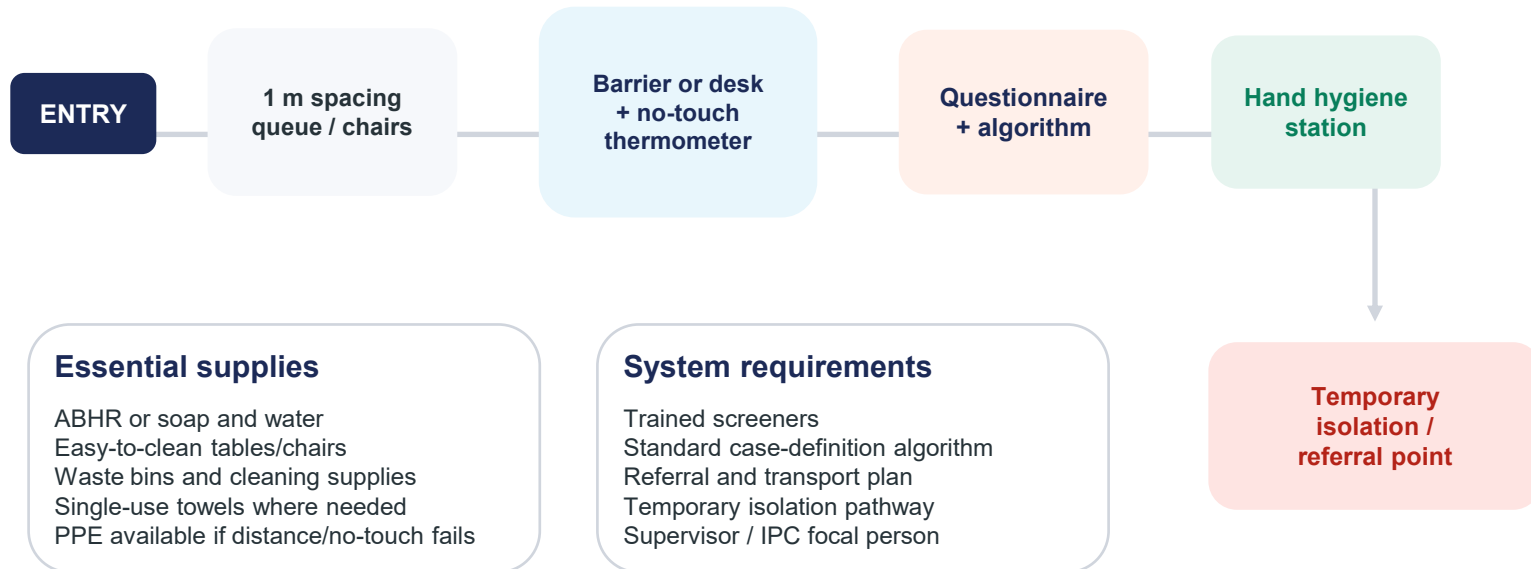 ENTRY
1 m spacing
queue / chairs
Barrier or desk
+ no-touch
thermometer
Questionnaire
+ algorithm
Hand hygiene
station
Temporary
isolation /
referral point
Essential supplies
ABHR or soap and water
Easy-to-clean tables/chairs
Waste bins and cleaning supplies
Single-use towels where needed
PPE available if distance/no-touch fails
System requirements
Trained screeners
Standard case-definition algorithm
Referral and transport plan
Temporary isolation pathway
Supervisor / IPC focal person